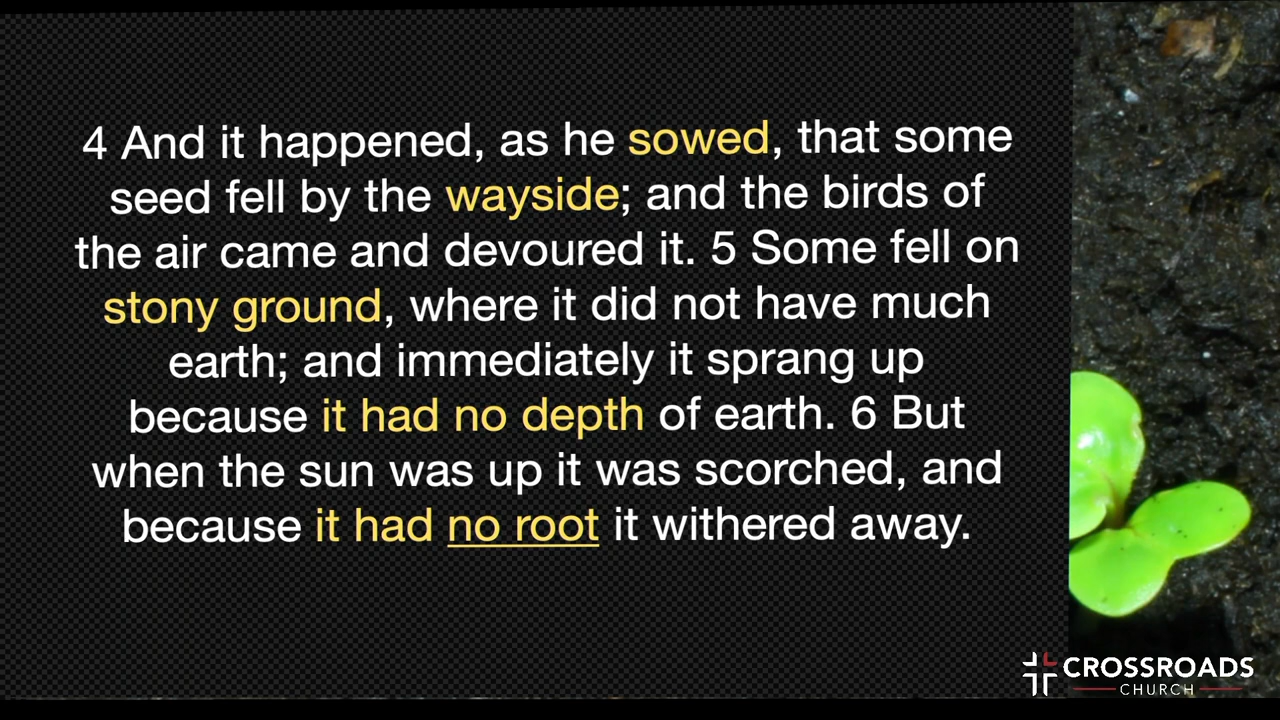 4 And it happened, as he sowed, that some
seed fell by the wayside; and the birds of
the air came and devoured it. 5 Some fell on
stony ground, where it did not have much
earth; and immediately it sprang up
because it had no depth of earth. 6 But
when the sun was up it was scorched, and
because it had no root it withered away.
CROSSROADS
CHURCH